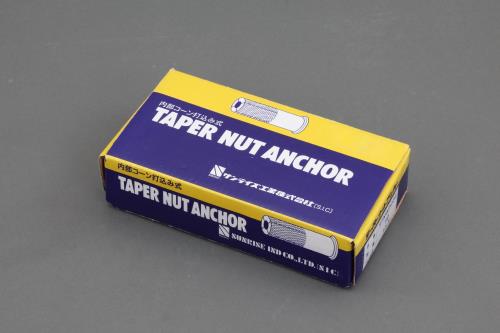 内部コーン打込み式
TAPER NUT ANCHOR
サンライズ工業株式会社(S.I.C)
内部コーン打込み式
TAPER NUT ANCHOR
SUNRISE IND CO.,LTD.(SIC)